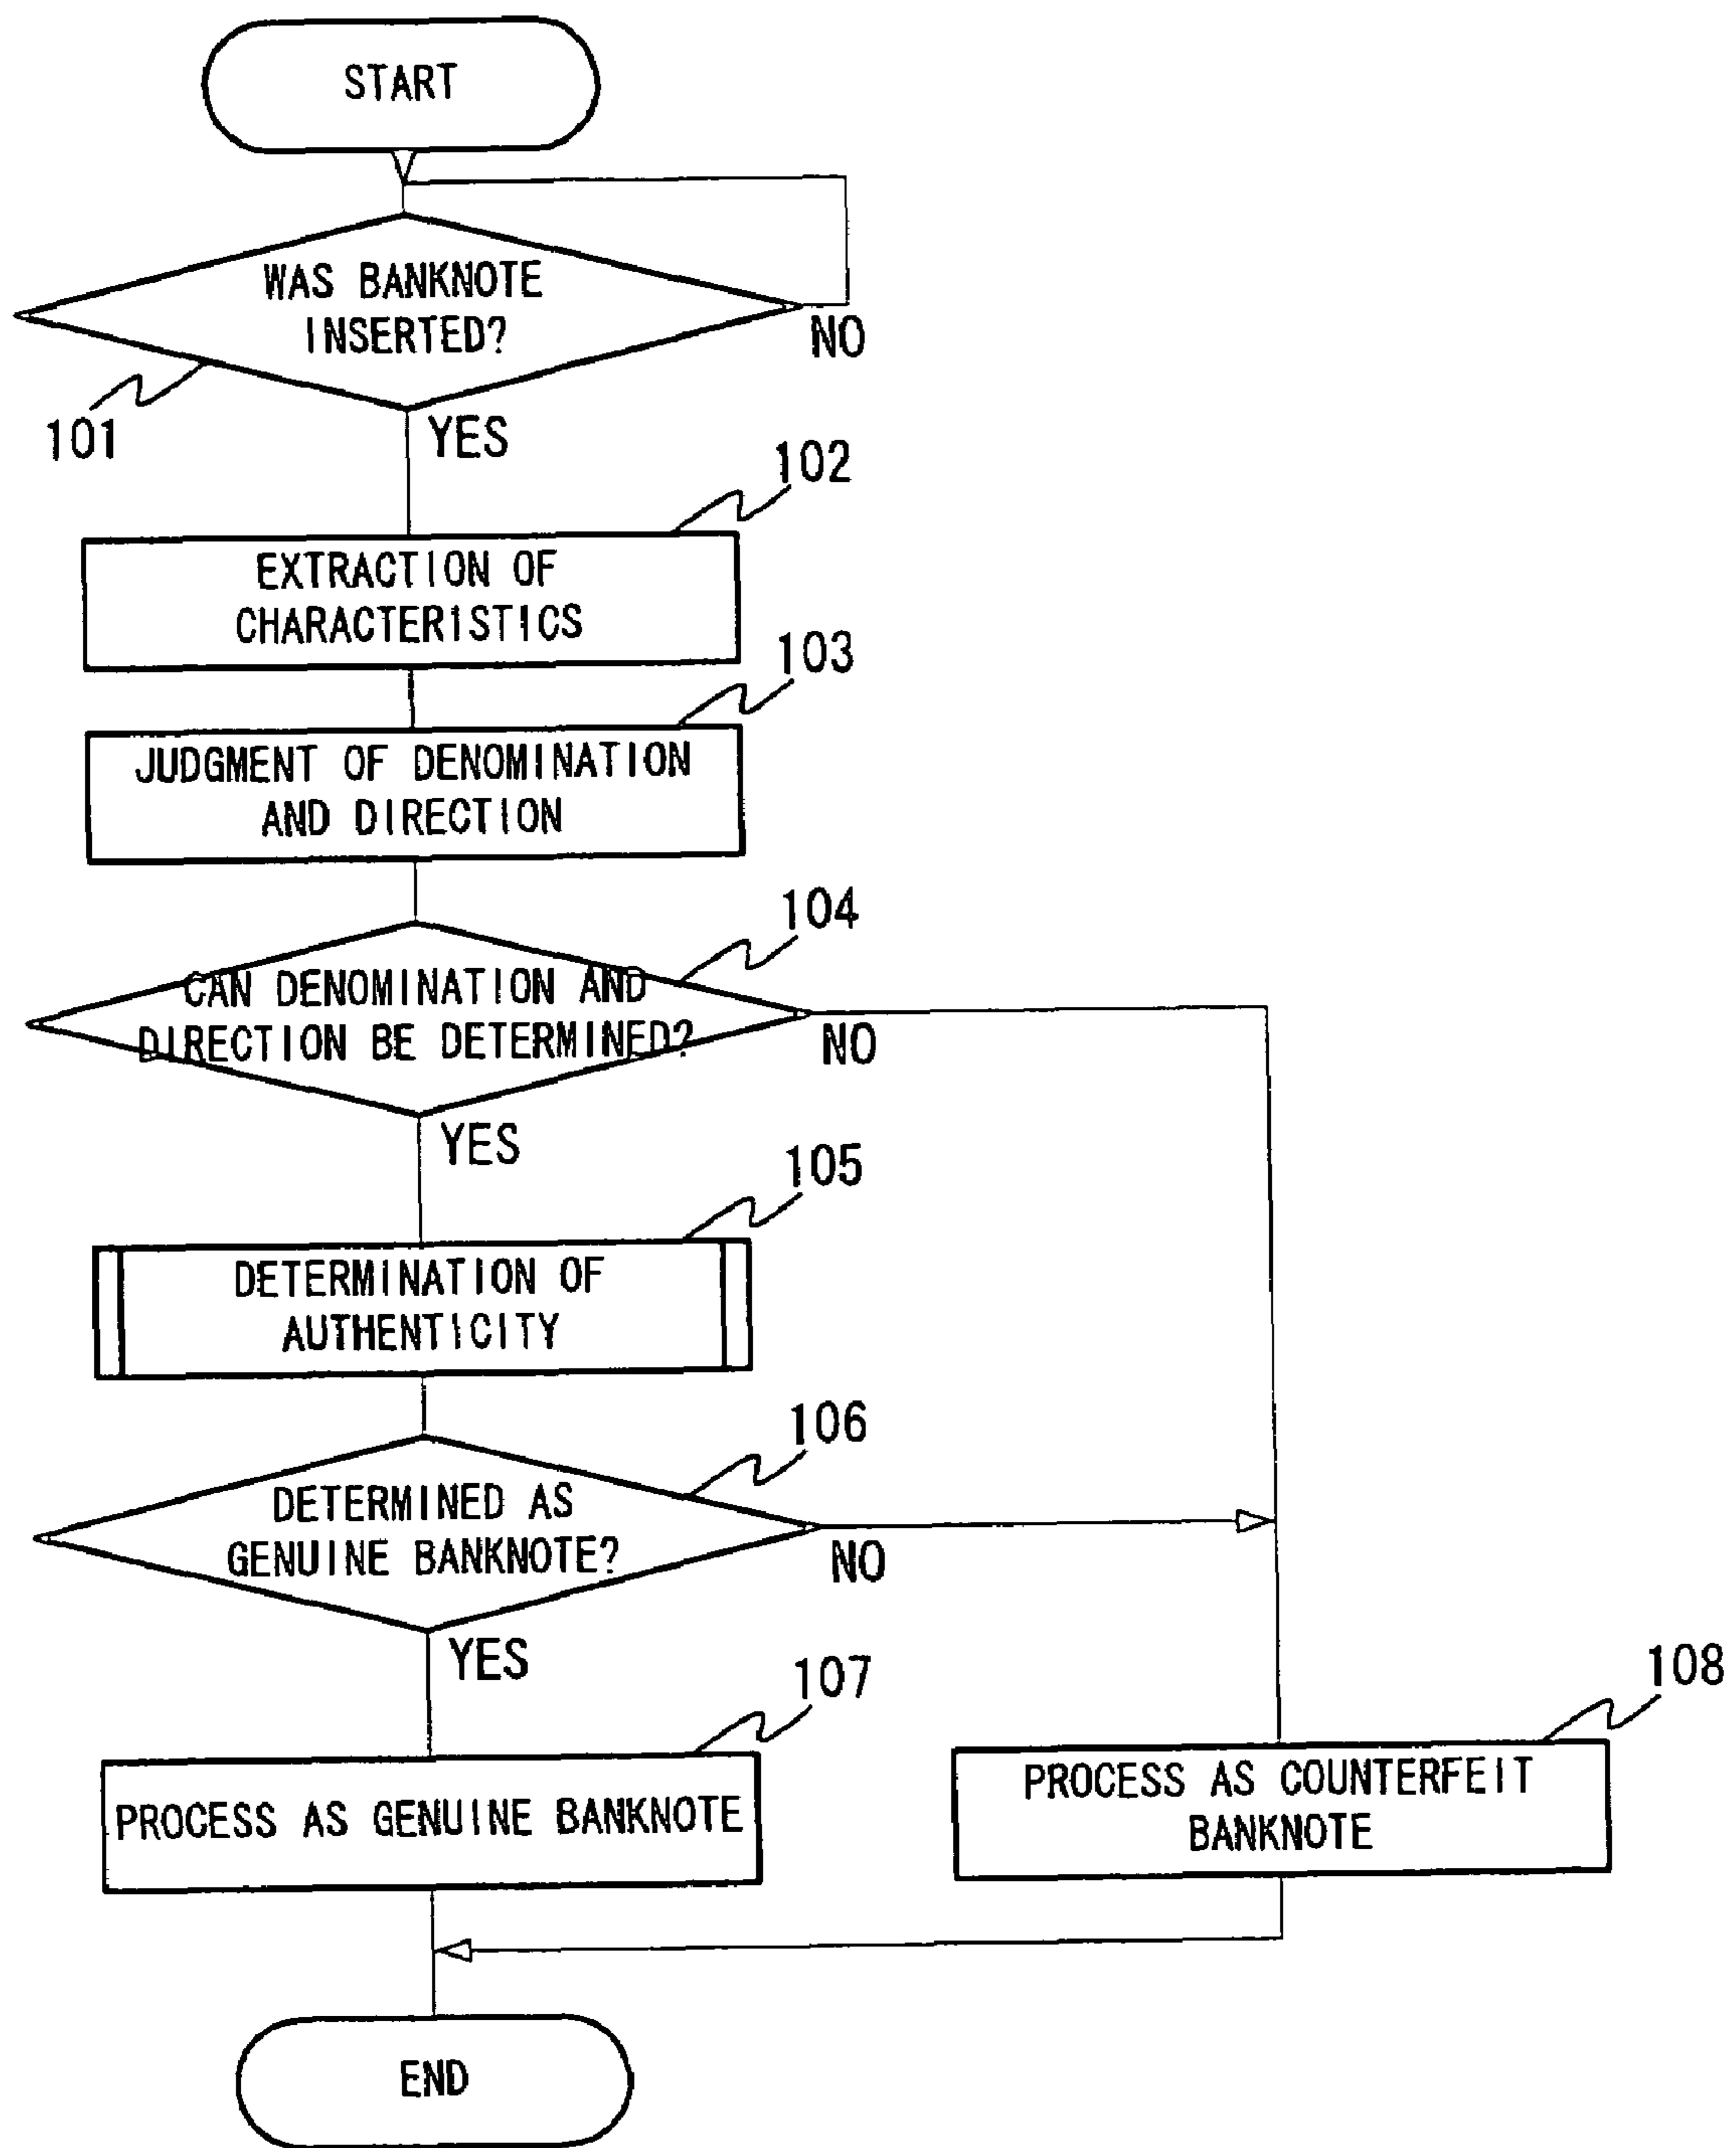 START
WAS BANKNOTE
INSERTED?
NO
101
YES
102
EXTRACTION OF
CHARACTERISTICS
103
JUDGMENT OF DENOMINATION
AND DIRECTION
104
CAN DENOMINATION AND
DIRECTION BE DETERMINED?
NO
YES
105
DETERMINATION OF
AUTHENTICITY
106
DETERMINED AS
GENUINE BANKNOTE?
NO
YES
107
108
PROCESS AS GENUINE BANKNOTE
PROCESS AS COUNTERFEIT
BANKNOTE
END